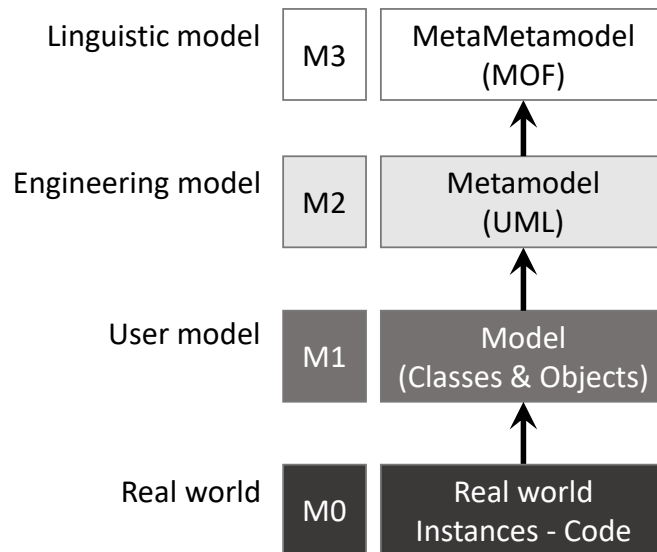 Linguistic model
M3
MetaMetamodel
(MOF)
Engineering model
M2
Metamodel
(UML)
User model
M1
Model
(Classes & Objects)
Real world
M0
Real world
Instances - Code